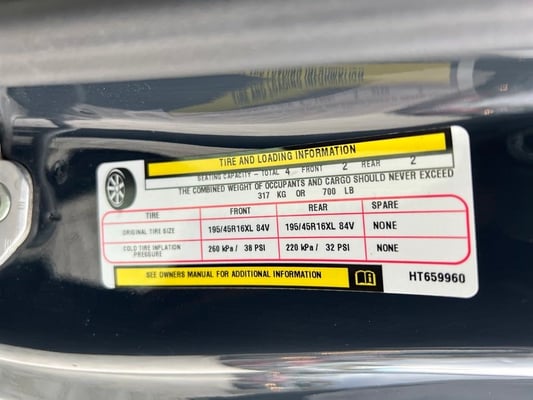 TIRE AND LOADING INFORMATION
SEATING CAPACITY - TOTAL 4 FRONT 2 REAR 2
THE COMBINED WEIGHT OF OCCUPANTS AND CARGO SHOULD NEVER EXCEED
317 KG OR 700 LB
TIRE FRONT REAR SPARE
ORIGINAL TIRE SIZE 195/45R16XL 84V 195/45R16XL 84V NONE
COLD TIRE INFLATION
PRESSURE 260 kPa / 38 PSI 220 kPa / 32 PSI NONE
SEE OWNERS MANUAL FOR ADDITIONAL INFORMATION
HT659960